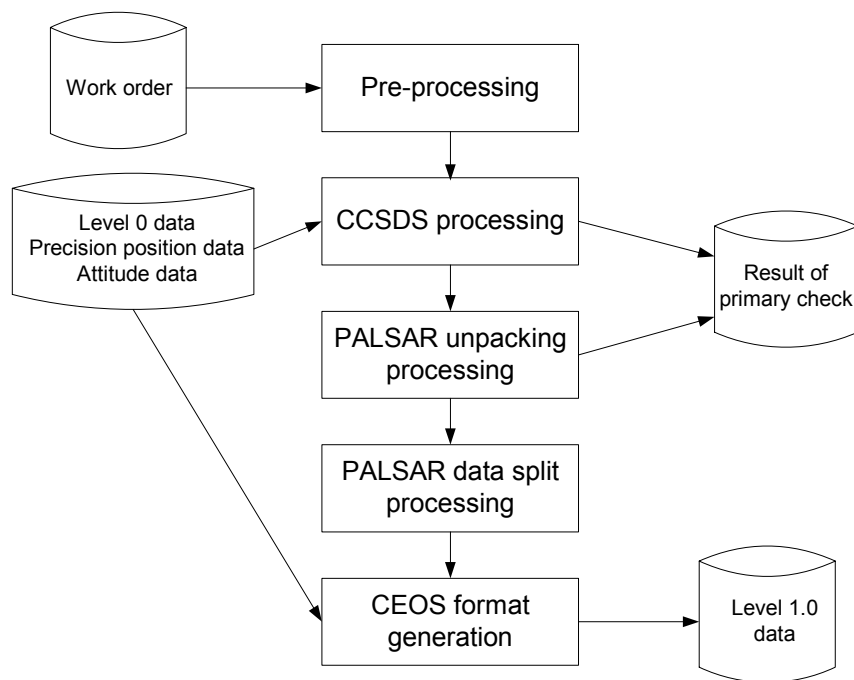 Work order
Pre-processing
Level 0 data
Precision position data
Attitude data
CCSDS processing
Result of
primary check
PALSAR unpacking
processing
PALSAR data split
processing
CEOS format
generation
Level 1.0
data